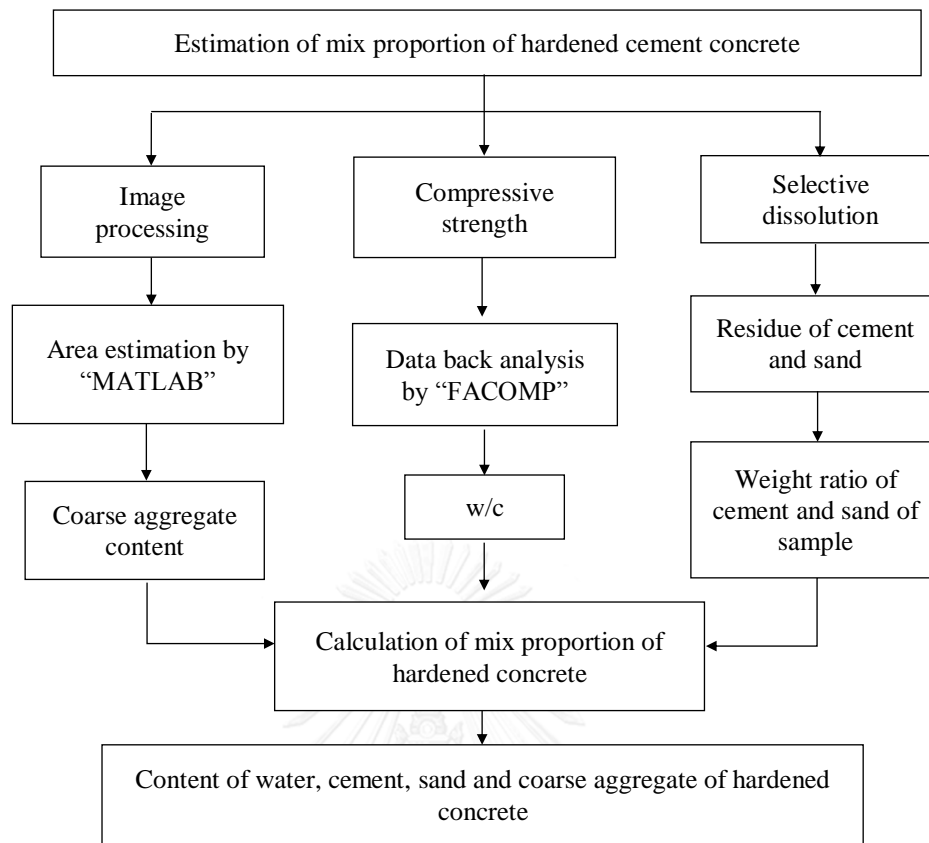 Estimation of mix proportion of hardened cement concrete
Image
processing
Compressive
strength
Selective
dissolution
Area estimation by
“MATLAB”
Data back analysis
by “FACOMP”
Residue of cement
and sand
Coarse aggregate
content
w/c
Weight ratio of
cement and sand of
sample
Calculation of mix proportion of
hardened concrete
Content of water, cement, sand and coarse aggregate of hardened
concrete